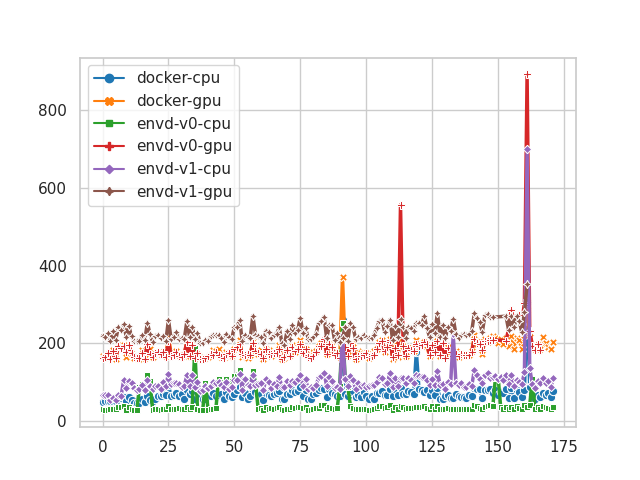 docker-cpu
docker-gpu
envd-v0-cpu
envd-v0-gpu
envd-v1-cpu
envd-v1-gpu
800
600
400
200
0
0 25 50 75 100 125 150 175